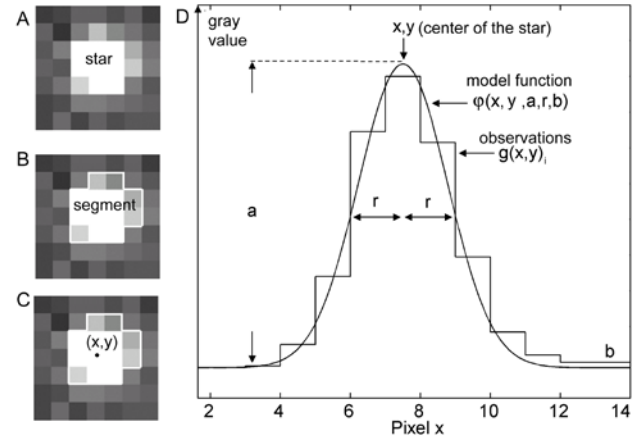 A
star
B
segment
C
(x,y)
D
gray
value
x,y (center of the star)
model function
φ(x, y ,a,r,b)
observations
g(x,y)i
a
r
r
b
2
4
6
8
10
12
14
Pixel x